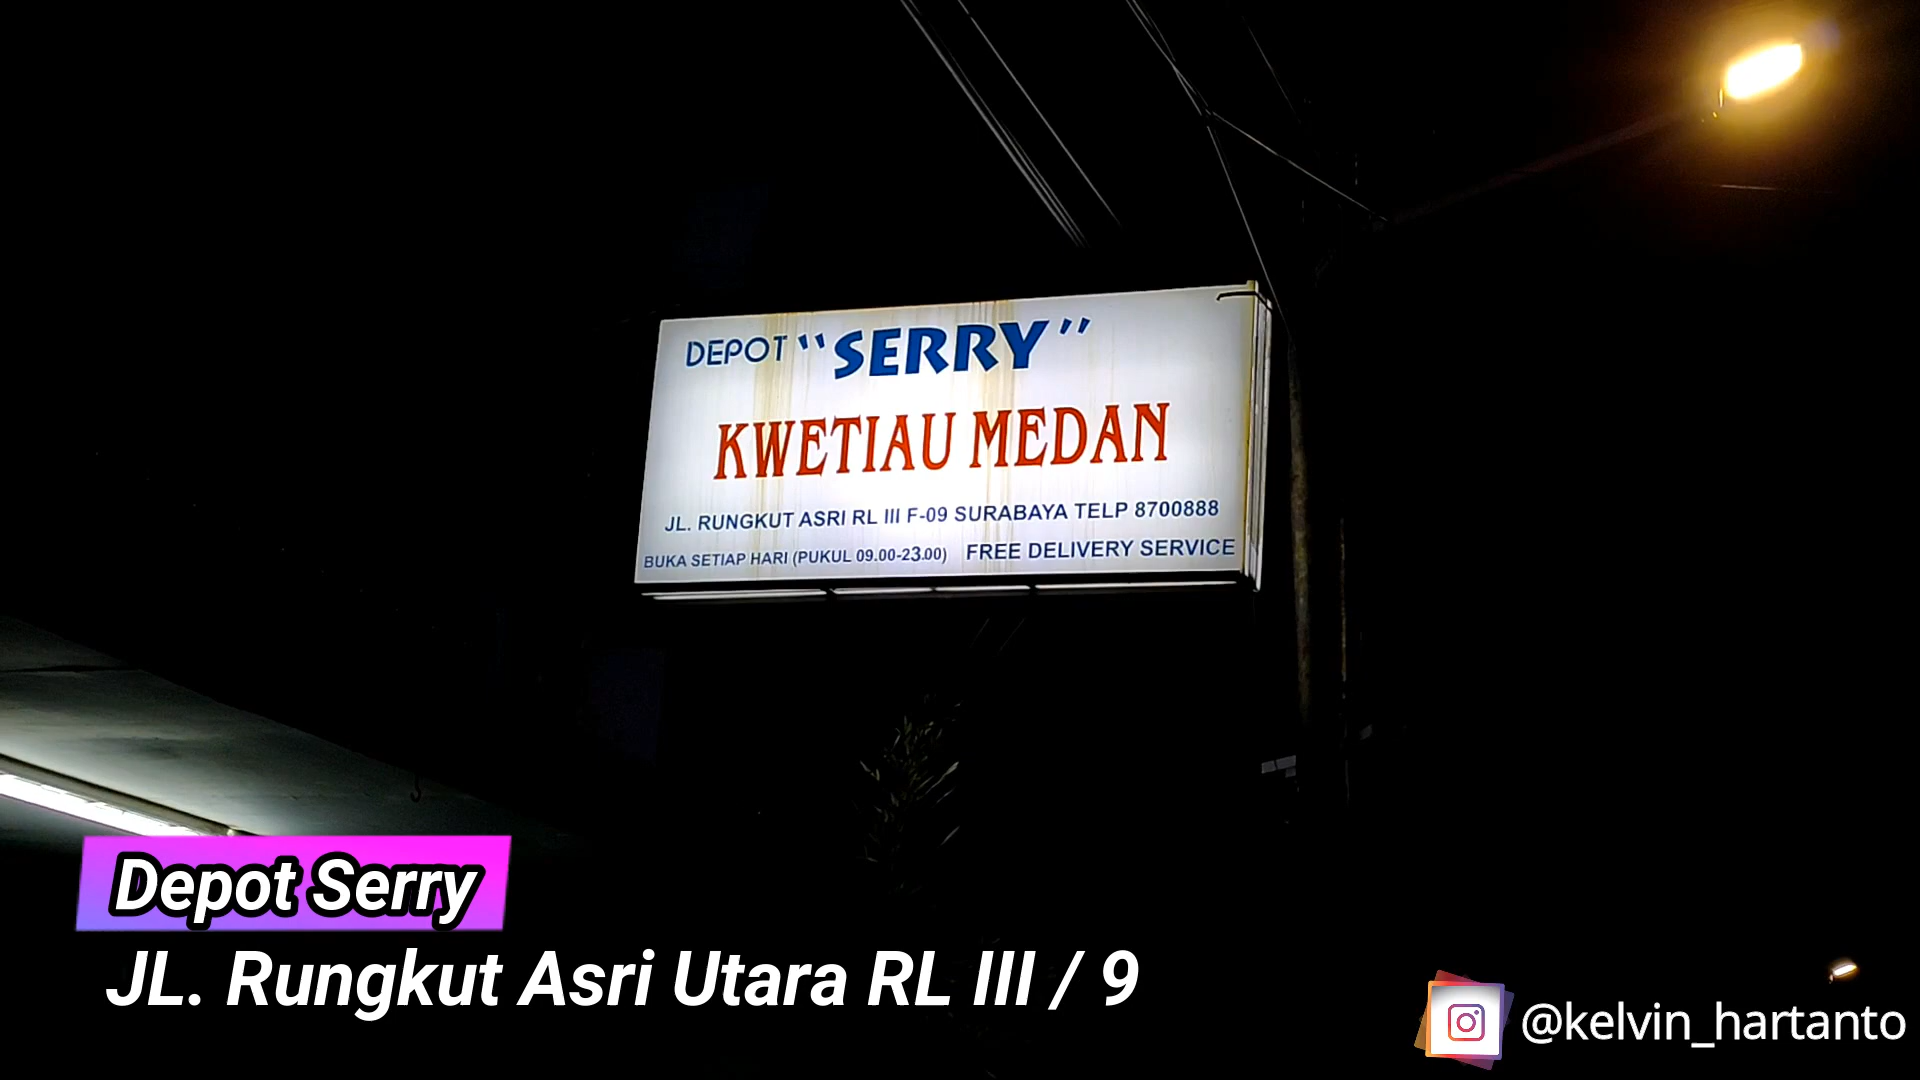 DEPOT "SERRY"
KWETIAU MEDAN
JL. RUNGKUT ASRI RL III F-09 SURABAYA TELP 8700888
BUKA SETIAP HARI (PUKUL 09.00-23.00) FREE DELIVERY SERVICE
Depot Serry
JL. Rungkut Asri Utara RL III / 9
@kelvin_hartanto